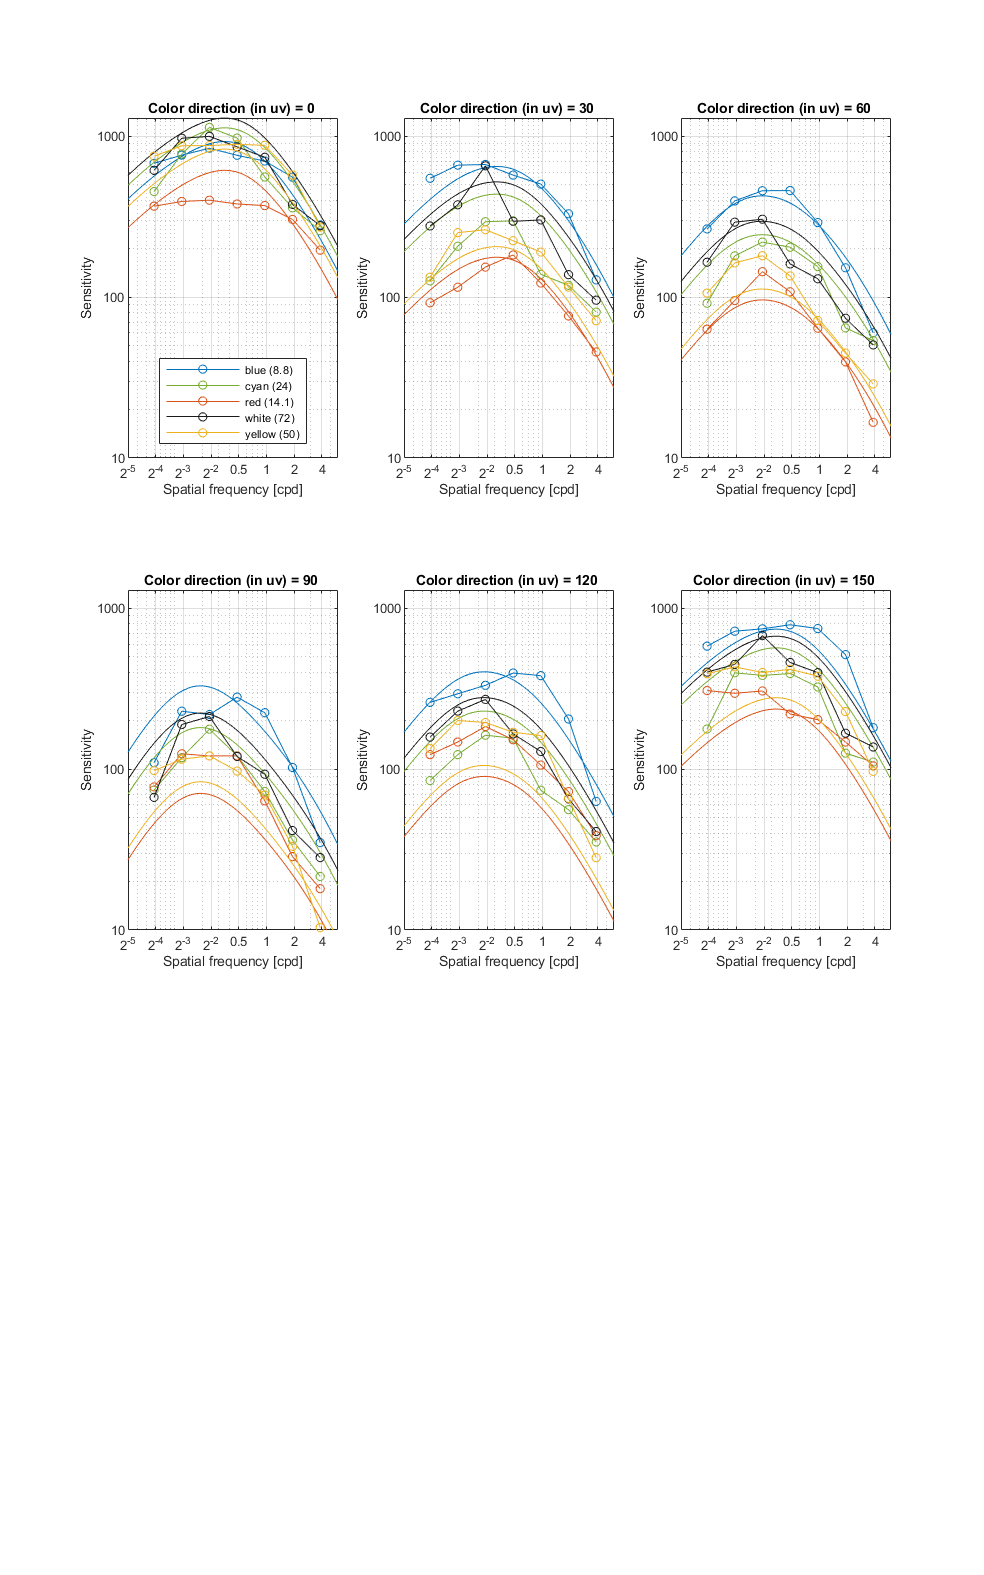 Color direction (in uv) = 0
Color direction (in uv) = 30
Color direction (in uv) = 60
1000
100
10
Sensitivity
2^-5 2^-4 2^-3 2^-2 0.5 1 2 4
Spatial frequency [cpd]
blue (8.8)
cyan (24)
red (14.1)
white (72)
yellow (50)
1000
100
10
Sensitivity
2^-5 2^-4 2^-3 2^-2 0.5 1 2 4
Spatial frequency [cpd]
1000
100
10
Sensitivity
2^-5 2^-4 2^-3 2^-2 0.5 1 2 4
Spatial frequency [cpd]
Color direction (in uv) = 90
Color direction (in uv) = 120
Color direction (in uv) = 150
1000
100
10
Sensitivity
2^-5 2^-4 2^-3 2^-2 0.5 1 2 4
Spatial frequency [cpd]
1000
100
10
Sensitivity
2^-5 2^-4 2^-3 2^-2 0.5 1 2 4
Spatial frequency [cpd]
1000
100
10
Sensitivity
2^-5 2^-4 2^-3 2^-2 0.5 1 2 4
Spatial frequency [cpd]